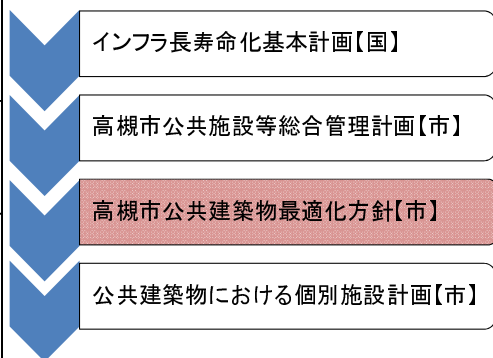 インフラ長寿命化基本計画【国】
高槻市公共施設等総合管理計画【市】
高槻市公共建築物最適化方針【市】
公共建築物における個別施設計画【市】